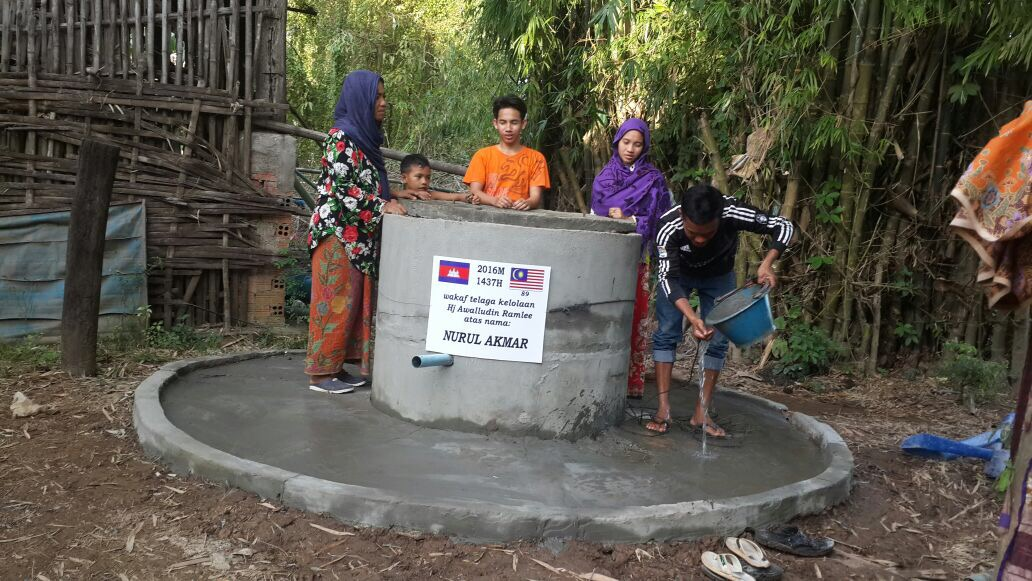 2016M
1437H
89
wakaf telaga kelolaan
Hj Awalludin Ramlee
atas nama:
NURUL AKMAR